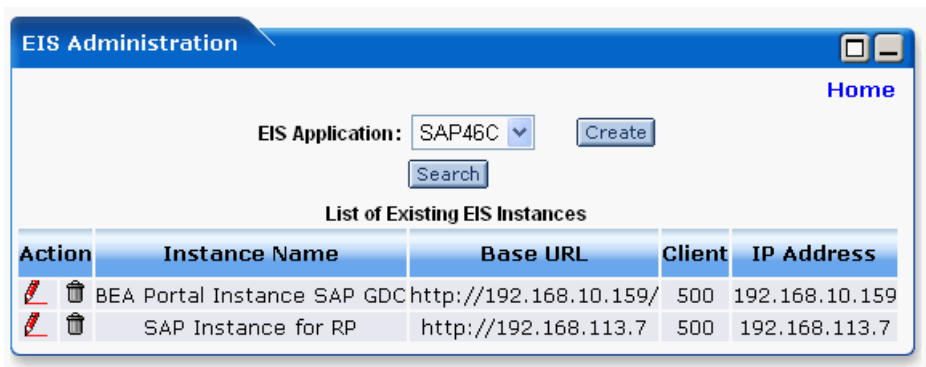 EIS Administration
Home
EIS Application: SAP46C Create
Search
List of Existing EIS Instances
Action Instance Name Base URL Client IP Address
BEA Portal Instance SAP GDC http://192.168.10.159/ 500 192.168.10.159
SAP Instance for RP http://192.168.113.7 500 192.168.113.7